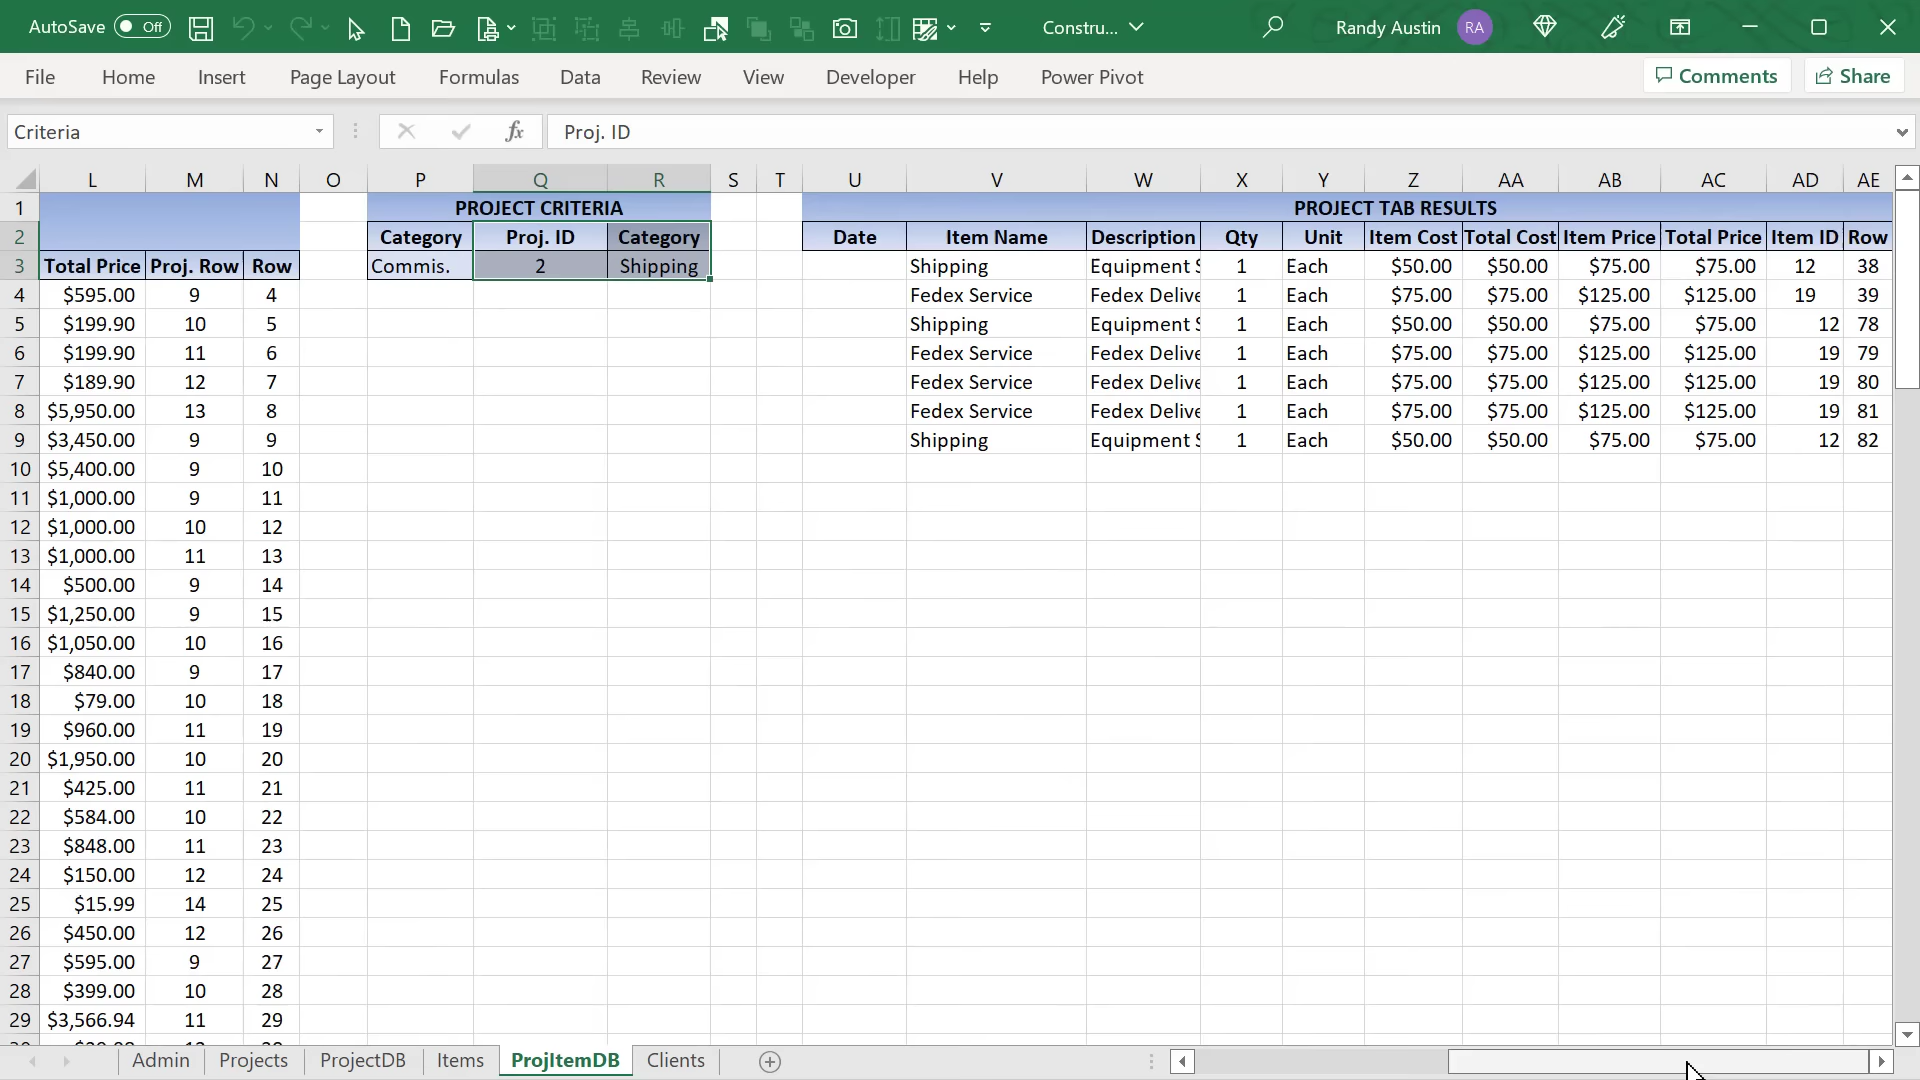 AutoSave Off Constru... Randy Austin RA
File Home Insert Page Layout Formulas Data Review View Developer Help Power Pivot Comments Share
Criteria fx Proj. ID
L M N O P Q R S T U V W X Y Z AA AB AC AD AE
1 PROJECT CRITERIA PROJECT TAB RESULTS
2 Category Proj. ID Category Date Item Name Description Qty Unit Item Cost Total Cost Item Price Total Price Item ID Row
3 Total Price Proj. Row Row Commis. 2 Shipping Shipping Equipment S 1 Each $50.00 $50.00 $75.00 $75.00 12 38
4 $595.00 9 4 Fedex Service Fedex Delive 1 Each $75.00 $75.00 $125.00 $125.00 19 39
5 $199.90 10 5 Shipping Equipment S 1 Each $50.00 $50.00 $78.00 $75.00 12 78
6 $199.90 11 6 Fedex Service Fedex Delive 1 Each $75.00 $75.00 $125.00 $125.00 19 79
7 $189.90 12 7 Fedex Service Fedex Delive 1 Each $75.00 $75.00 $125.00 $125.00 19 80
8 $5,950.00 13 8 Fedex Service Fedex Delive 1 Each $75.00 $75.00 $125.00 $125.00 19 81
9 $3,450.00 9 9 Shipping Equipment S 1 Each $50.00 $50.00 $75.00 $75.00 12 82
10 $5,400.00 9 10
11 $1,000.00 9 11
12 $1,000.00 10 12
13 $1,000.00 11 13
14 $500.00 9 14
15 $1,250.00 9 15
16 $1,050.00 10 16
17 $840.00 9 17
18 $79.00 10 18
19 $960.00 11 19
20 $1,950.00 10 20
21 $425.00 11 21
22 $584.00 10 22
23 $848.00 11 23
24 $150.00 12 24
25 $15.99 14 25
26 $450.00 12 26
27 $595.00 9 27
28 $399.00 10 28
29 $3,566.94 11 29
Admin Projects ProjectDB Items ProjItemDB Clients